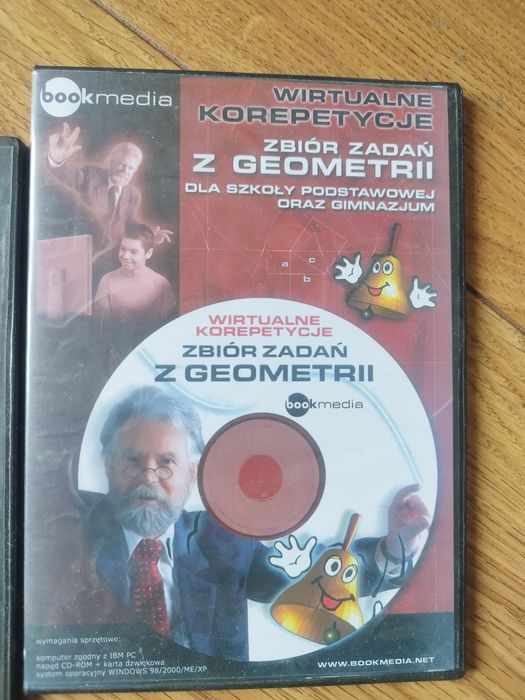 bookmedia
WIRTUALNE
KOREPETYCJE
ZBIÓR ZADAŃ
Z GEOMETRII
DLA SZKOŁY PODSTAWOWEJ
ORAZ GIMNAZJUM
a
c
b
WIRTUALNE
KOREPETYCJE
ZBIÓR ZADAŃ
Z GEOMETRII
bookmedia
wymagania sprzętowe:
komputer zgodny z IBM PC
napęd CD-ROM + karta dźwiękowa
system operacyjny WINDOWS 98/2000/ME/XP
WWW.BOOKMEDIA.NET